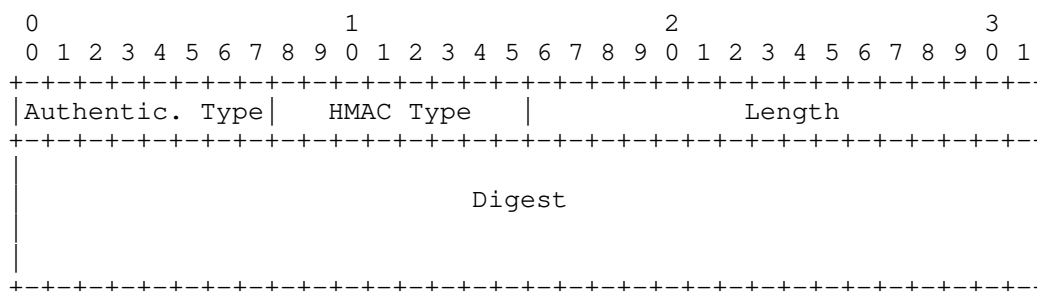 0                   1                   2                   3
 0 1 2 3 4 5 6 7 8 9 0 1 2 3 4 5 6 7 8 9 0 1 2 3 4 5 6 7 8 9 0 1
+-+-+-+-+-+-+-+-+-+-+-+-+-+-+-+-+-+-+-+-+-+-+-+-+-+-+-+-+-+-+-+-
|Authentic. Type|   HMAC Type   |             Length
+-+-+-+-+-+-+-+-+-+-+-+-+-+-+-+-+-+-+-+-+-+-+-+-+-+-+-+-+-+-+-+-
|
|                            Digest
|
|
+-+-+-+-+-+-+-+-+-+-+-+-+-+-+-+-+-+-+-+-+-+-+-+-+-+-+-+-+-+-+-+-